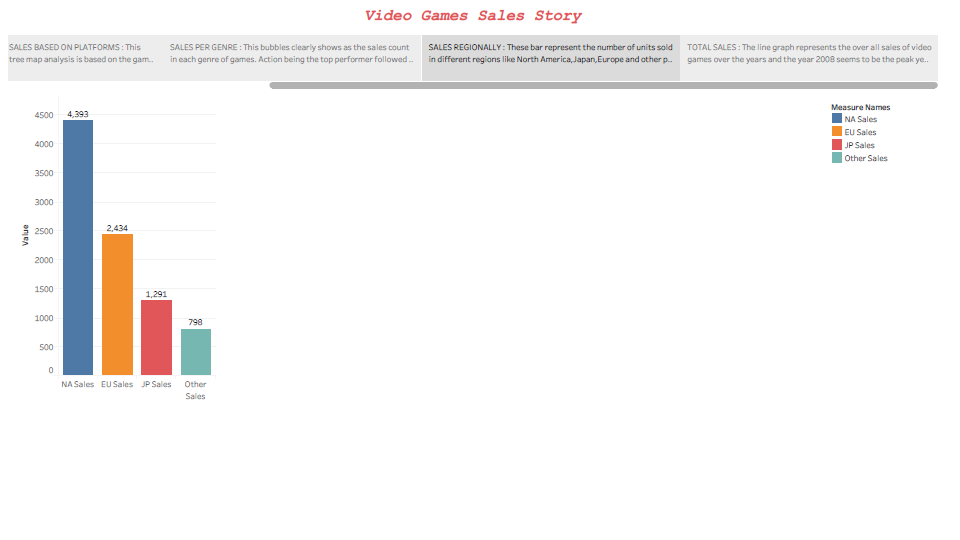 Video Games Sales Story
SALES BASED ON PLATFORMS : This
tree map analysis is based on the gam..
SALES PER GENRE : This bubbles clearly shows as the sales count
in each genre of games. Action being the top performer followed ..
SALES REGIONALLY : These bar represent the number of units sold
in different regions like North America,Japan,Europe and other p..
TOTAL SALES : The line graph represents the over all sales of video
games over the years and the year 2008 seems to be the peak ye..
Value
4500
4000
3500
3000
2500
2000
1500
1000
500
0
4,393
2,434
1,291
798
NA Sales
EU Sales
JP Sales
Other
Sales
Measure Names
NA Sales
EU Sales
JP Sales
Other Sales